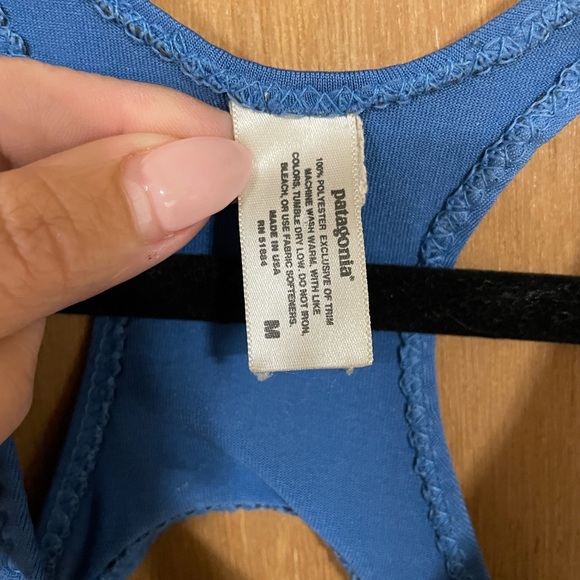 patagonia®
100% POLYESTER EXCLUSIVE OF TRIM
MACHINE WASH WARM, WITH LIKE
COLORS, TUMBLE DRY LOW. DO NOT IRON,
BLEACH, OR USE FABRIC SOFTENERS.
MADE IN USA
RN 51884
M